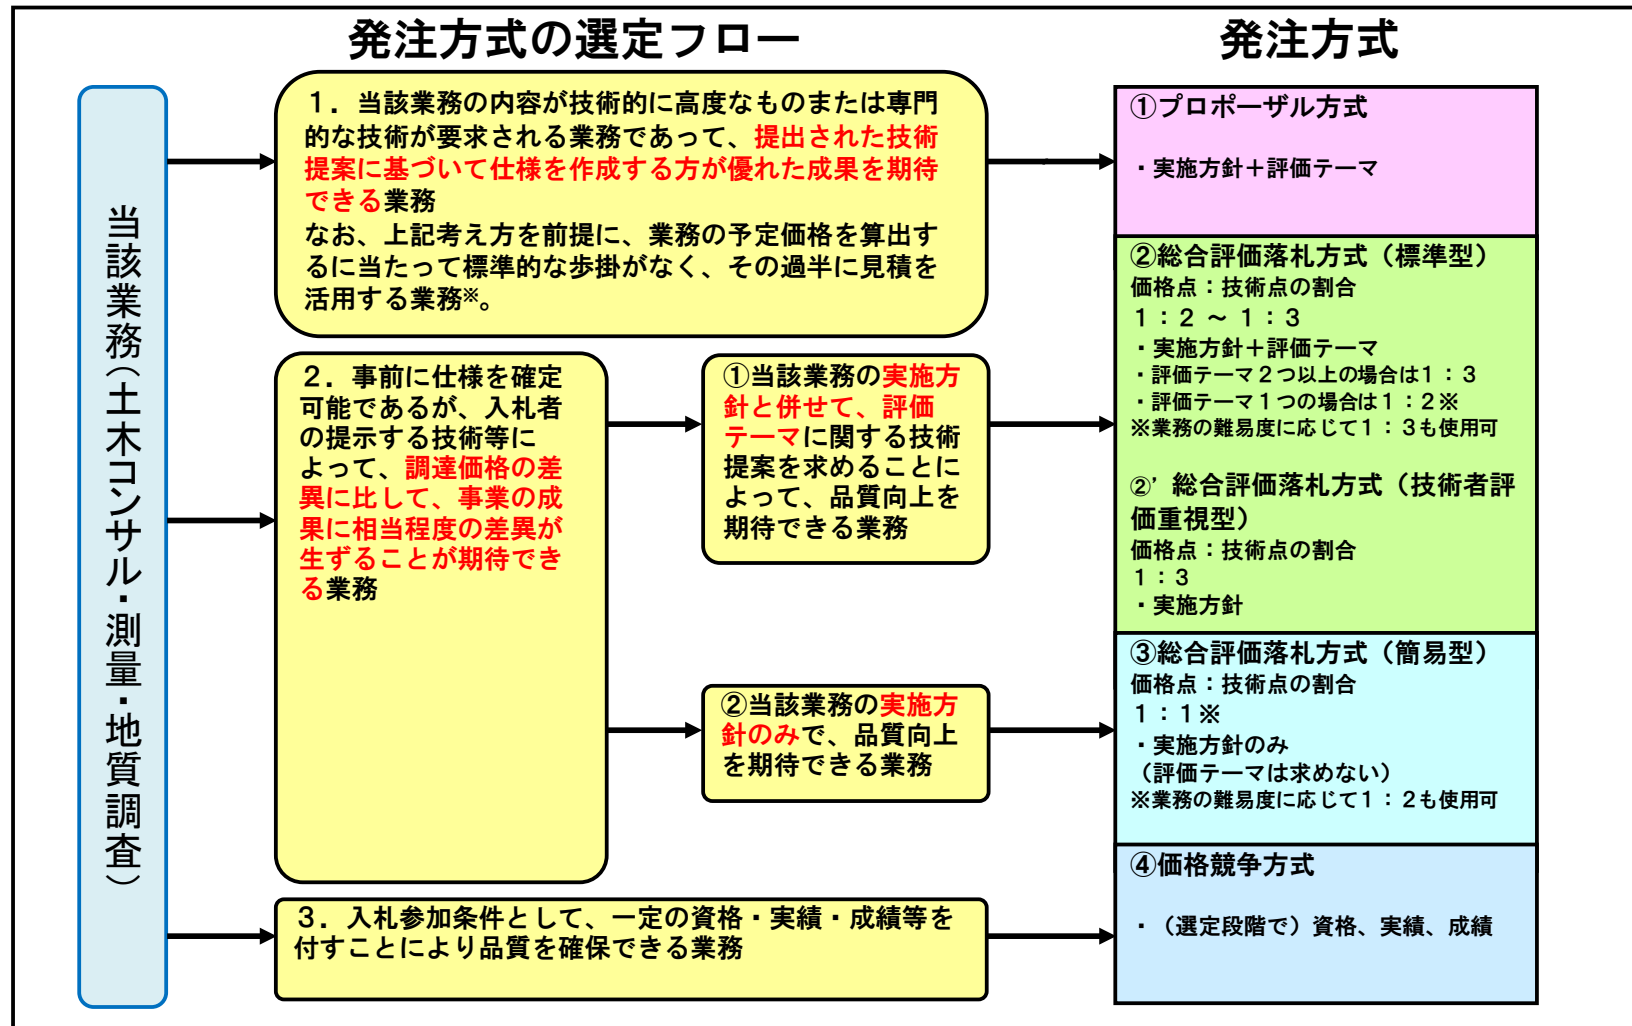 発注方式の選定フロー
発注方式
当該業務（土木コンサル・測量・地質調査）
１．当該業務の内容が技術的に高度なものまたは専門
的な技術が要求される業務であって、提出された技術
提案に基づいて仕様を作成する方が優れた成果を期待
できる業務
なお、上記考え方を前提に、業務の予定価格を算出す
るに当たって標準的な歩掛がなく、その過半に見積を
活用する業務※。
２．事前に仕様を確定
可能であるが、入札者
の提示する技術等に
よって、調達価格の差
異に比して、事業の成
果に相当程度の差異が
生ずることが期待でき
る業務
①当該業務の実施方
針と併せて、評価
テーマに関する技術
提案を求めることに
よって、品質向上を
期待できる業務
②当該業務の実施方
針のみで、品質向上
を期待できる業務
３．入札参加条件として、一定の資格・実績・成績等を
付すことにより品質を確保できる業務
①プロポーザル方式
・実施方針＋評価テーマ
②総合評価落札方式（標準型）
価格点：技術点の割合
１：２ ～ １：３
・実施方針＋評価テーマ
・評価テーマ２つ以上の場合は１：３
・評価テーマ１つの場合は１：２※
※業務の難易度に応じて１：３も使用可
②’総合評価落札方式（技術者評
価重視型）
価格点：技術点の割合
１：３
・実施方針
③総合評価落札方式（簡易型）
価格点：技術点の割合
１：１※
・実施方針のみ
（評価テーマは求めない）
※業務の難易度に応じて１：２も使用可
④価格競争方式
・（選定段階で）資格、実績、成績